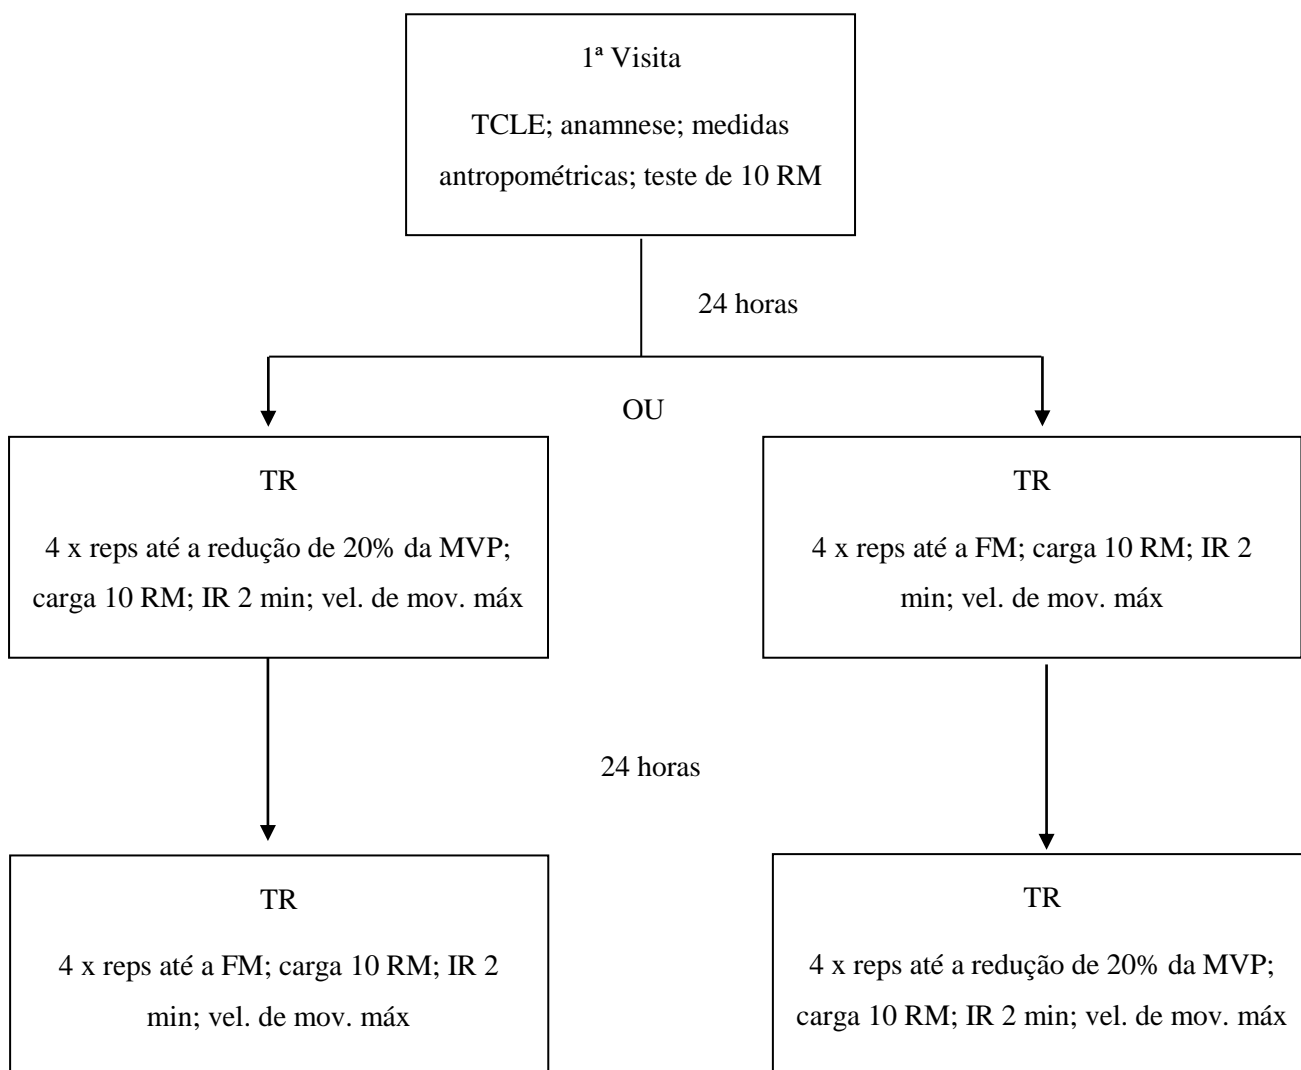 1ª Visita
TCLE; anamnese; medidas
antropométricas; teste de 10 RM
24 horas
OU
TR
4 x reps até a redução de 20% da MVP;
carga 10 RM; IR 2 min; vel. de mov. máx
TR
4 x reps até a FM; carga 10 RM; IR 2
min; vel. de mov. máx
24 horas
TR
4 x reps até a FM; carga 10 RM; IR 2
min; vel. de mov. máx
TR
4 x reps até a redução de 20% da MVP;
carga 10 RM; IR 2 min; vel. de mov. máx